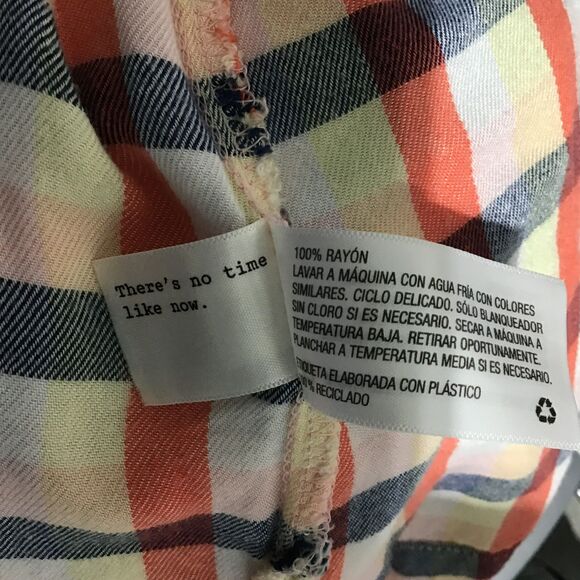 There's no time
like now.
100% RAYÓN
LAVAR A MÁQUINA CON AGUA FRÍA CON COLORES
SIMILARES. CICLO DELICADO. SÓLO BLANQUEADOR
SIN CLORO SI ES NECESARIO. SECAR A MÁQUINA A
TEMPERATURA BAJA. RETIRAR OPORTUNAMENTE.
PLANCHAR A TEMPERATURA MEDIA SI ES NECESARIO.
ETIQUETA ELABORADA CON PLÁSTICO
RECICLADO